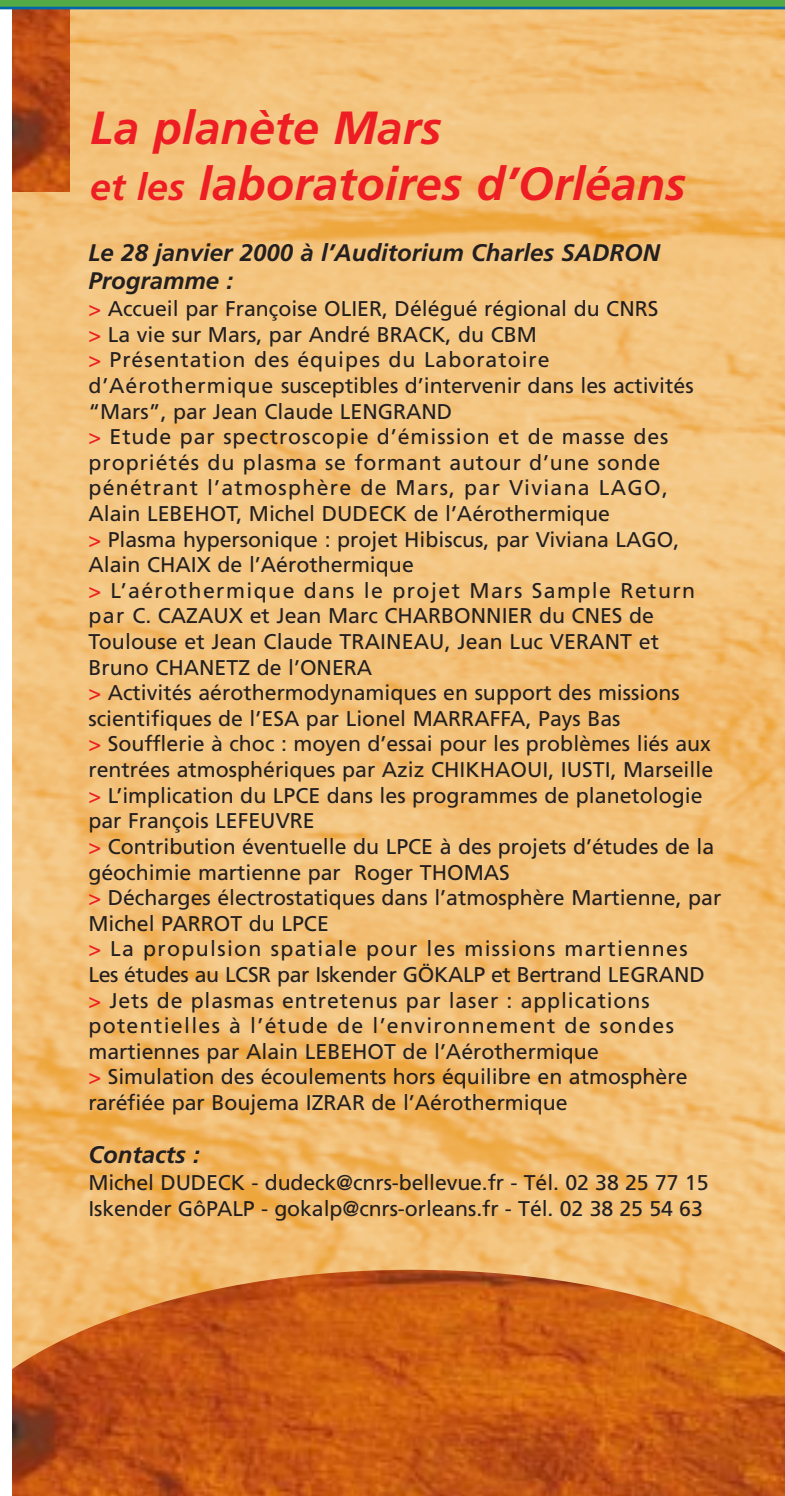 La planète Mars
et les laboratoires d’Orléans
Le 28 janvier 2000 à l’Auditorium Charles SADRON
Programme :
> Accueil par Françoise OLIER, Délégué régional du CNRS
> La vie sur Mars, par André BRACK, du CBM
> Présentation des équipes du Laboratoire
d’Aérothermique susceptibles d’intervenir dans les activités
“Mars”, par Jean Claude LENGRAND
> Etude par spectroscopie d’émission et de masse des
propriétés du plasma se formant autour d’une sonde
pénétrant l’atmosphère de Mars, par Viviana LAGO,
Alain LEBEHOT, Michel DUDECK de l’Aérothermique
> Plasma hypersonique : projet Hibiscus, par Viviana LAGO,
Alain CHAIX de l’Aérothermique
> L’aérothermique dans le projet Mars Sample Return
par C. CAZAUX et Jean Marc CHARBONNIER du CNES de
Toulouse et Jean Claude TRAINEAU, Jean Luc VERANT et
Bruno CHANETZ de l’ONERA
> Activités aérothermodynamiques en support des missions
scientifiques de l’ESA par Lionel MARRAFFA, Pays Bas
> Soufflerie à choc : moyen d’essai pour les problèmes liés aux
rentrées atmosphériques par Aziz CHIKHAOUI, IUSTI, Marseille
> L’implication du LPCE dans les programmes de planetologie
par François LEFEUVRE
> Contribution éventuelle du LPCE à des projets d’études de la
géochimie martienne par Roger THOMAS
> Décharges électrostatiques dans l’atmosphère Martienne, par
Michel PARROT du LPCE
> La propulsion spatiale pour les missions martiennes
Les études au LCSR par Iskender GÖKALP et Bertrand LEGRAND
> Jets de plasmas entretenus par laser : applications
potentielles à l’étude de l’environnement de sondes
martiennes par Alain LEBEHOT de l’Aérothermique
> Simulation des écoulements hors équilibre en atmosphère
raréfiée par Boujema IZRAR de l’Aérothermique
Contacts :
Michel DUDECK - dudeck@cnrs-bellevue.fr - Tél. 02 38 25 77 15
Iskender GôPALP - gokalp@cnrs-orleans.fr - Tél. 02 38 25 54 63